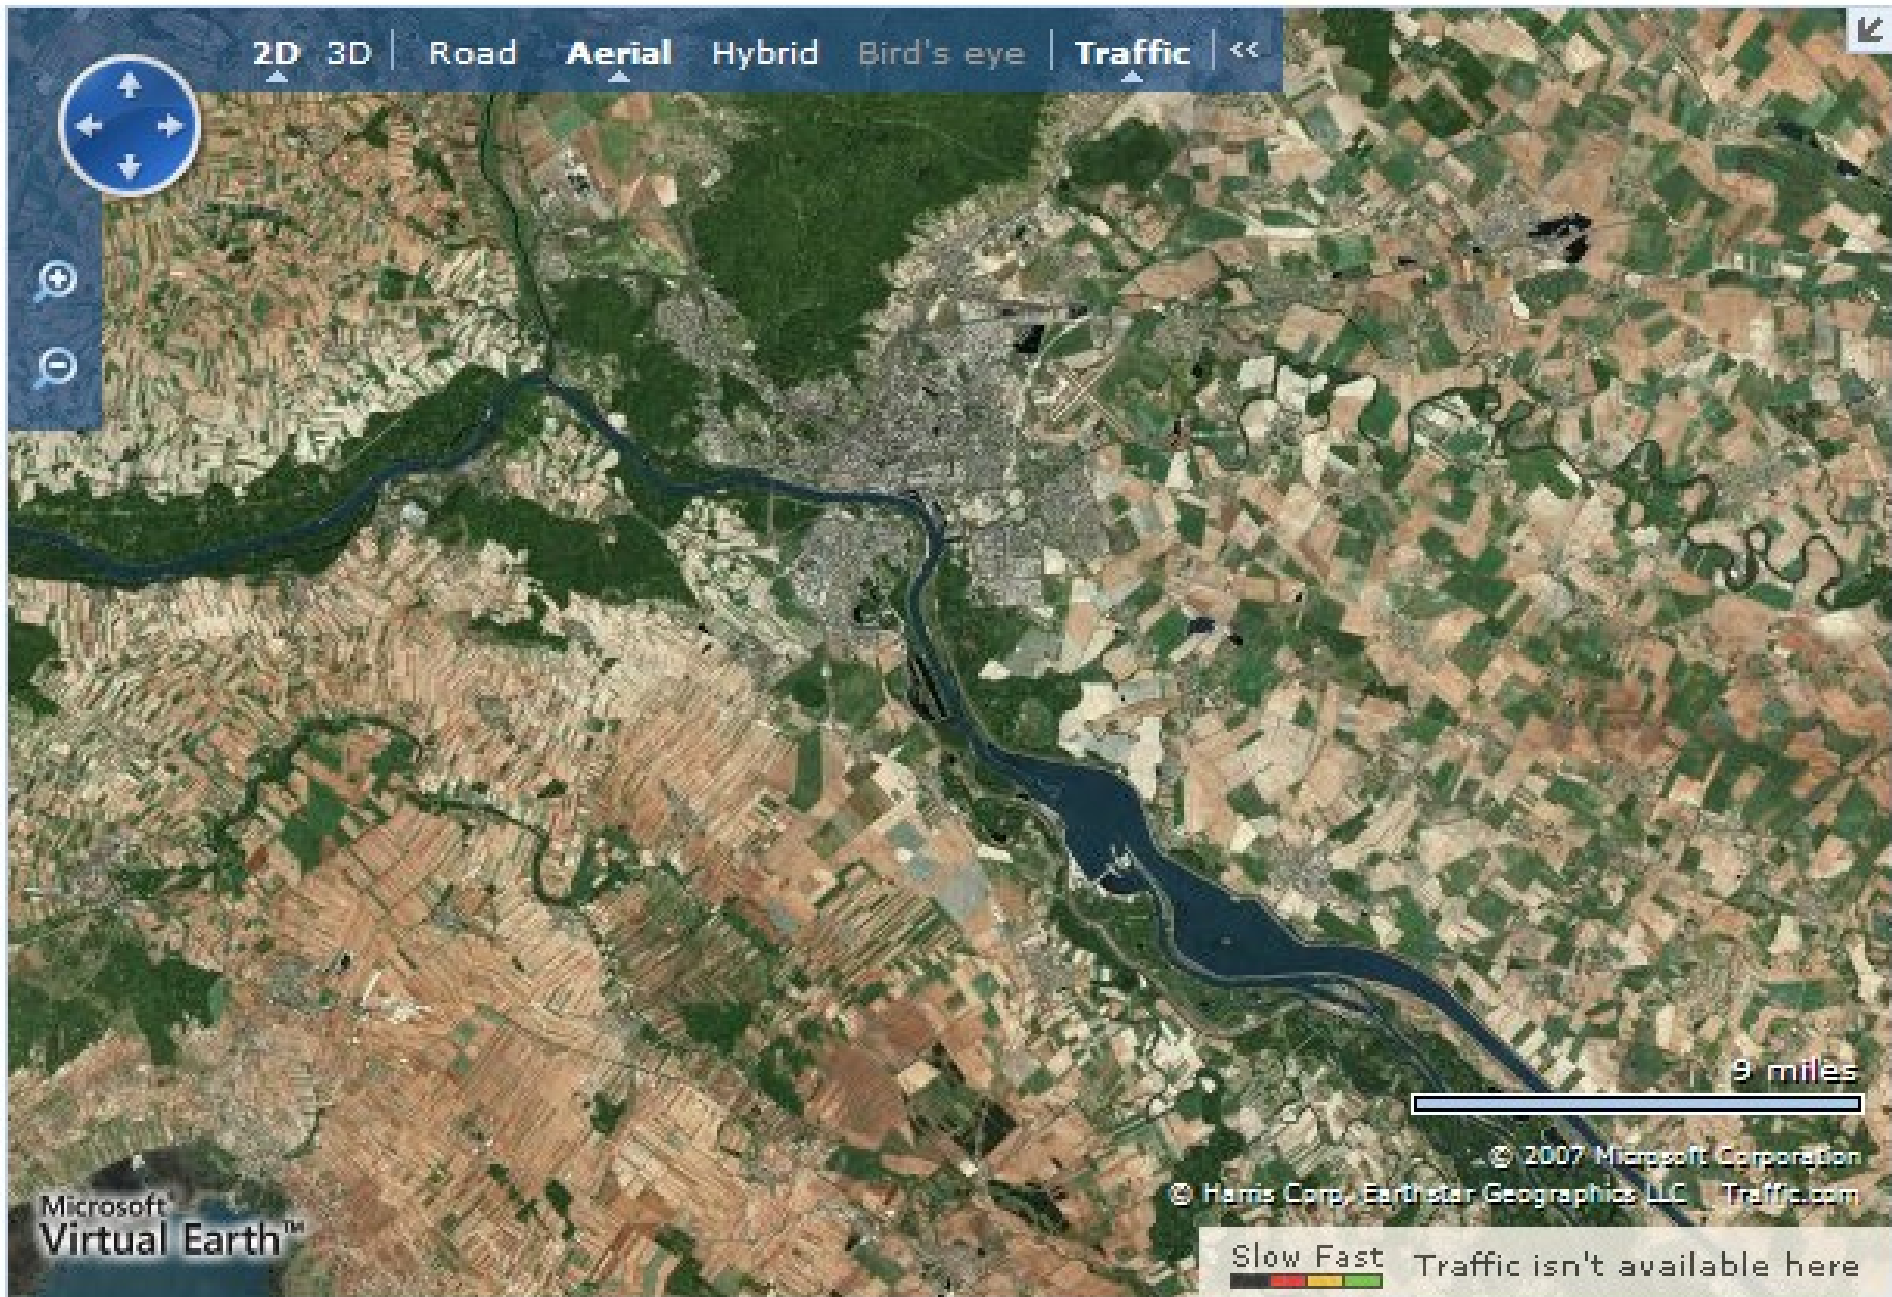 2D 3D | Road Aerial Hybrid Bird's eye | Traffic | <<
9 miles
© 2007 Microsoft Corporation
© Harris Corp, Earthstar Geographics LLC Traffic.com
Microsoft®
Virtual Earth™
Slow Fast
Traffic isn't available here